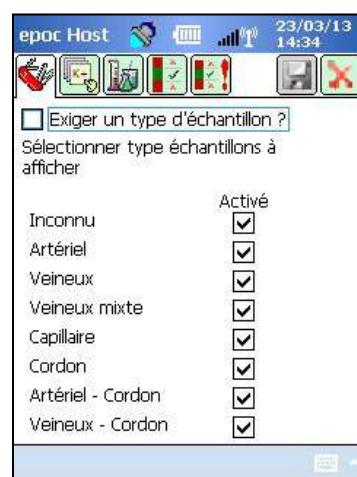 epoc Host 23/03/13
14:34
K+
Exiger un type d'échantillon ?
Sélectionner type échantillons à
afficher
Activé
Inconnu
Artériel
Veineux
Veineux mixte
Capillaire
Cordon
Artériel - Cordon
Veineux - Cordon